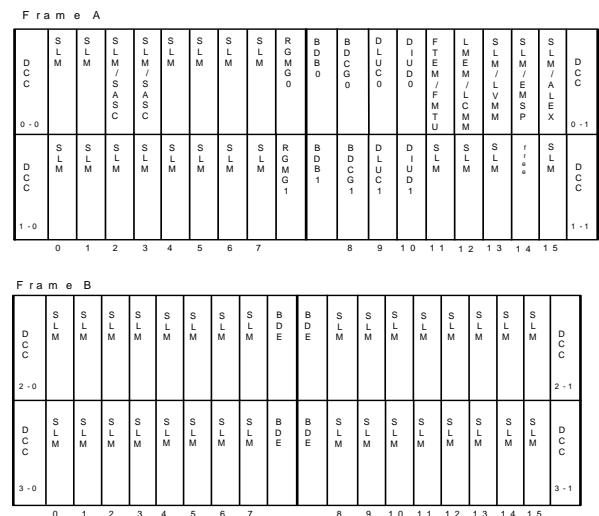 Frame A
DCC 0-0 SLM SLM SLM/SASC SLM/SASC SLM SLM SLM SLM RGMG0 BDB0 BDCG0 DLUC0 DIUD0 FTEM/FMTU LMEM/LCMM SLM/LVMM SLM/EMSP SLM/ALEX DCC 0-1
DCC 1-0 SLM SLM SLM SLM SLM SLM SLM SLM RGMG1 BDB1 BDCG1 DLUC1 DIUD1 SLM SLM SLM free SLM DCC 1-1
0 1 2 3 4 5 6 7 8 9 10 11 12 13 14 15
Frame B
DCC 2-0 SLM SLM SLM SLM SLM SLM SLM SLM BDE BDE SLM SLM SLM SLM SLM SLM SLM SLM DCC 2-1
DCC 3-0 SLM SLM SLM SLM SLM SLM SLM SLM BDE BDE SLM SLM SLM SLM SLM SLM SLM SLM DCC 3-1
0 1 2 3 4 5 6 7 8 9 10 11 12 13 14 15